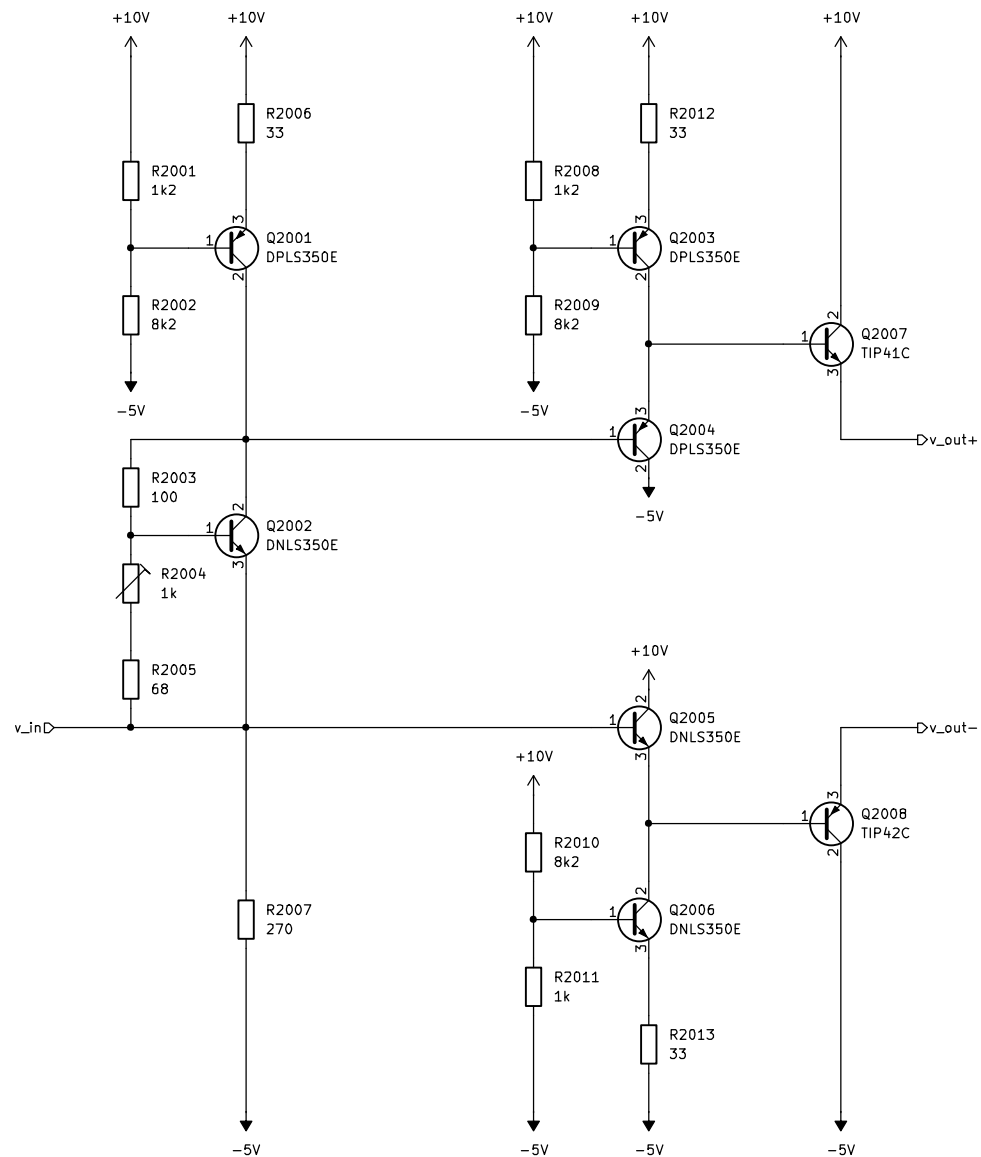 +10V
+10V
+10V
+10V
+10V
R2006
33
R2012
33
R2001
1k2
R2008
1k2
3
3
1
Q2001
DPLS350E
1
Q2003
DPLS350E
2
2
R2002
8k2
R2009
8k2
2
1
Q2007
TIP41C
3
-5V
-5V
3
1
Q2004
DPLS350E
v_out+
2
R2003
100
-5V
2
1
Q2002
DNLS350E
3
R2004
1k
+10V
R2005
68
2
v_in
1
Q2005
DNLS350E
v_out-
3
+10V
3
1
Q2008
TIP42C
2
R2010
8k2
2
R2007
270
1
Q2006
DNLS350E
3
R2011
1k
R2013
33
-5V
-5V
-5V
-5V